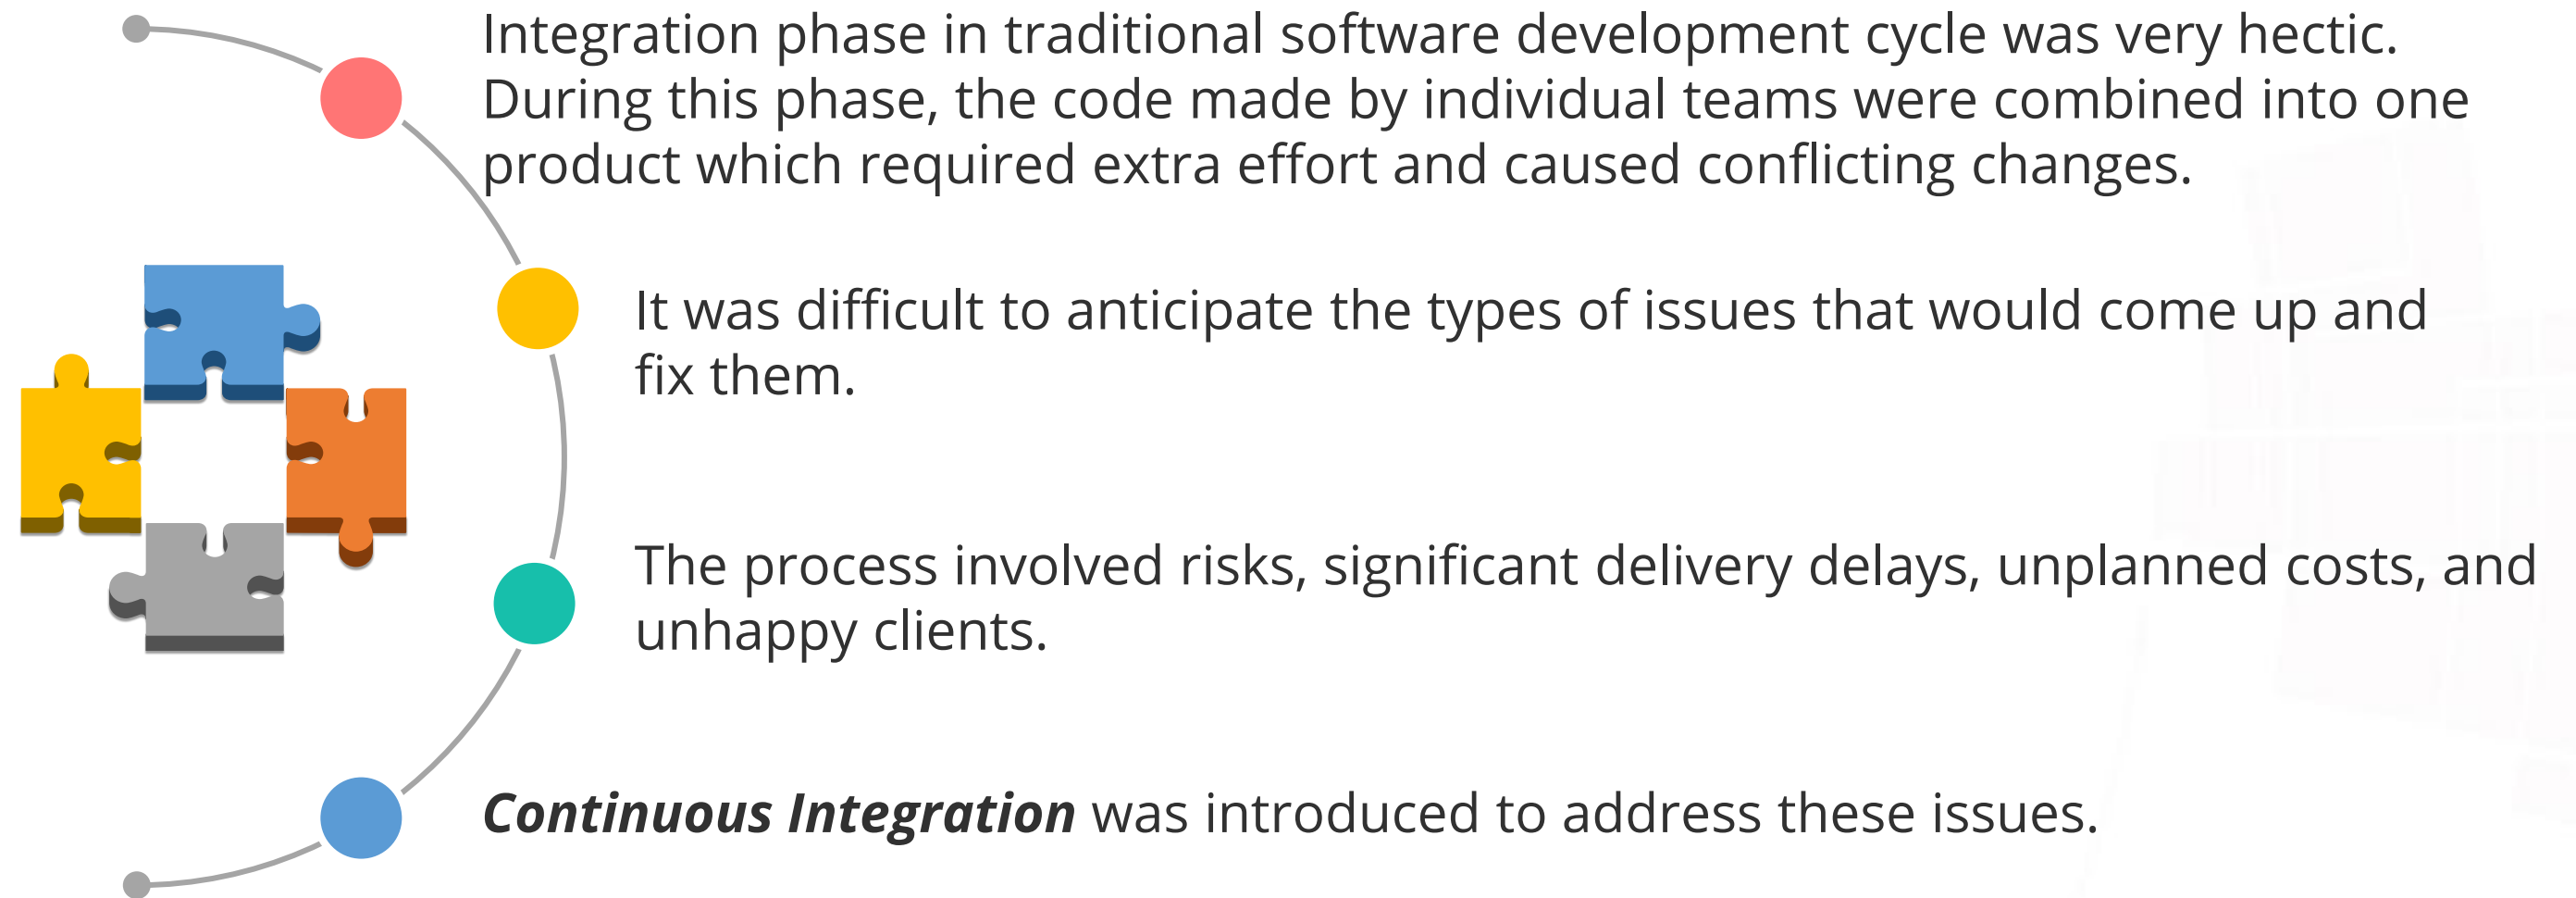 Integration phase in traditional software development cycle was very hectic.
During this phase, the code made by individual teams were combined into one
product which required extra effort and caused conflicting changes.
It was difficult to anticipate the types of issues that would come up and
fix them.
The process involved risks, significant delivery delays, unplanned costs, and
unhappy clients.
Continuous Integration was introduced to address these issues.